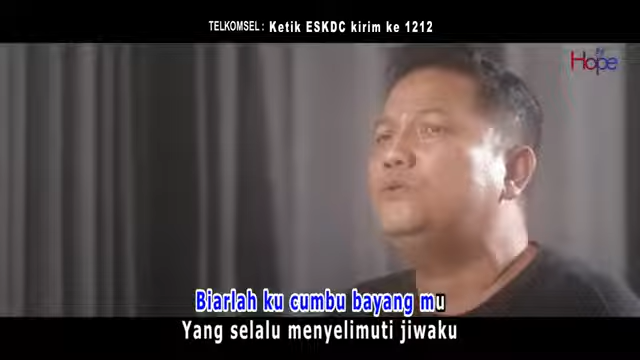 TELKOMSEL : Ketik ESKDC kirim ke 1212
Hope
Biarlah ku cumbu bayang mu
Yang selalu menyelimuti jiwaku